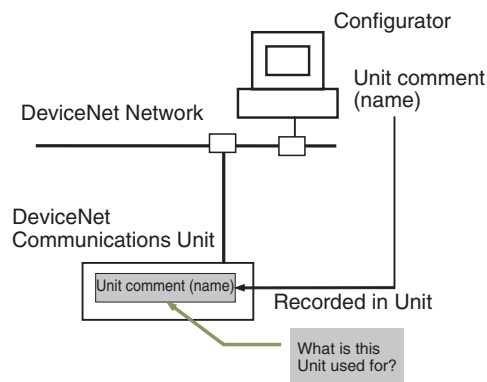 Configurator
Unit comment
(name)
DeviceNet Network
DeviceNet
Communications Unit
Unit comment (name)
Recorded in Unit
What is this
Unit used for?